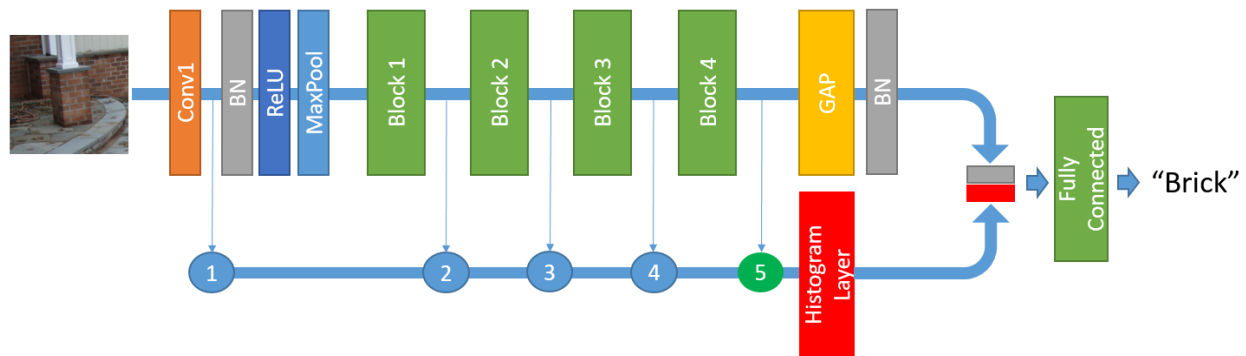 Conv1
BN
ReLU
MaxPool
Block 1
Block 2
Block 3
Block 4
GAP
BN
Fully
Connected
“Brick”
1
2
3
4
5
Histogram
Layer